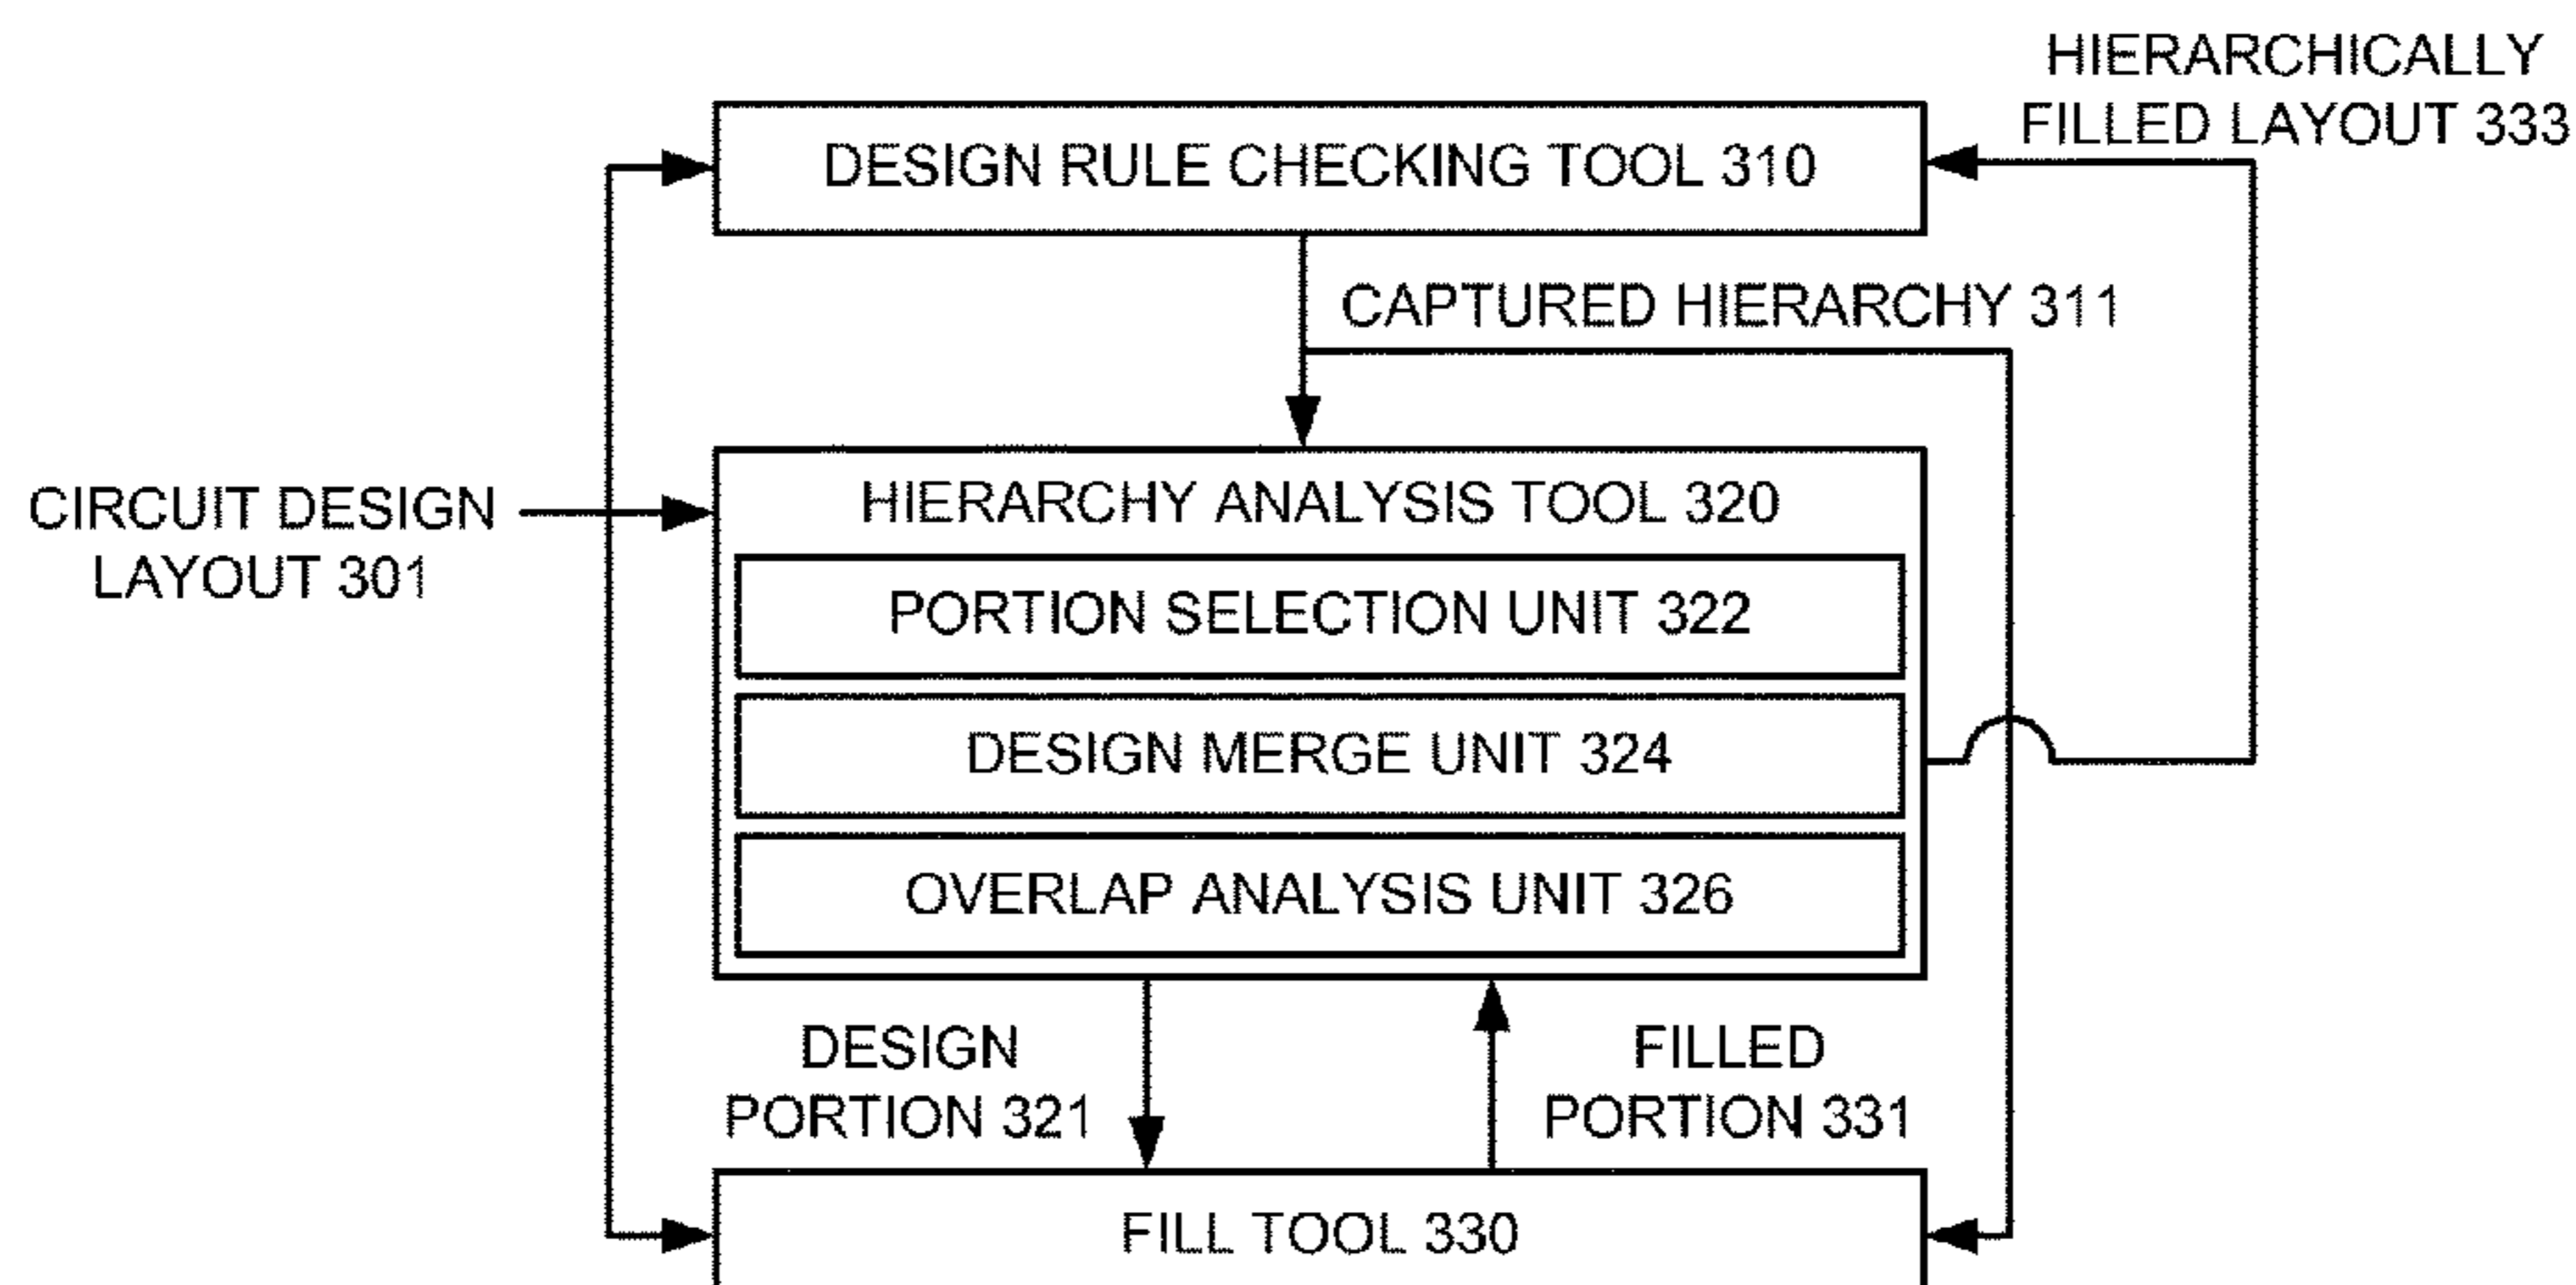 HIERARCHICALLY
FILLED LAYOUT 333
DESIGN RULE CHECKING TOOL 310
CAPTURED HIERARCHY 311
CIRCUIT DESIGN
LAYOUT 301
HIERARCHY ANALYSIS TOOL 320
PORTION SELECTION UNIT 322
DESIGN MERGE UNIT 324
OVERLAP ANALYSIS UNIT 326
DESIGN
PORTION 321
FILLED
PORTION 331
FILL TOOL 330